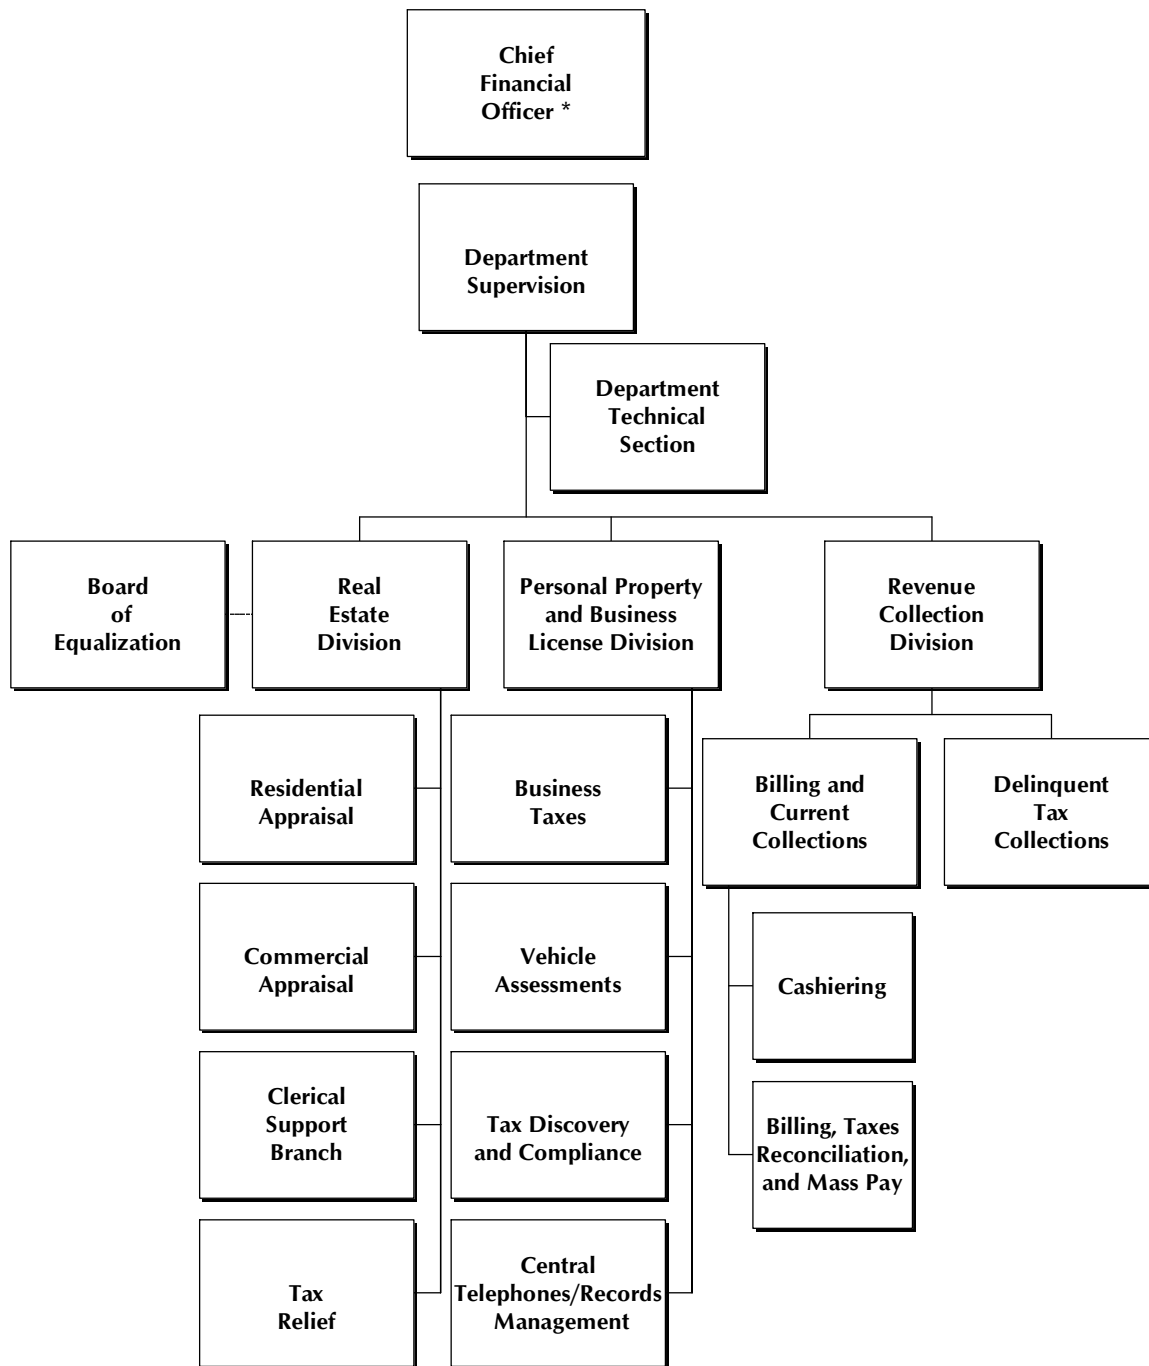 Chief
Financial
Officer *
Department
Supervision
Department
Technical
Section
Board
of
Equalization
Real
Estate
Division
Personal Property
and Business
License Division
Revenue
Collection
Division
Residential
Appraisal
Business
Taxes
Billing and
Current
Collections
Delinquent
Tax
Collections
Commercial
Appraisal
Vehicle
Assessments
Cashiering
Clerical
Support
Branch
Tax Discovery
and Compliance
Billing, Taxes
Reconciliation,
and Mass Pay
Tax
Relief
Central
Telephones/Records
Management